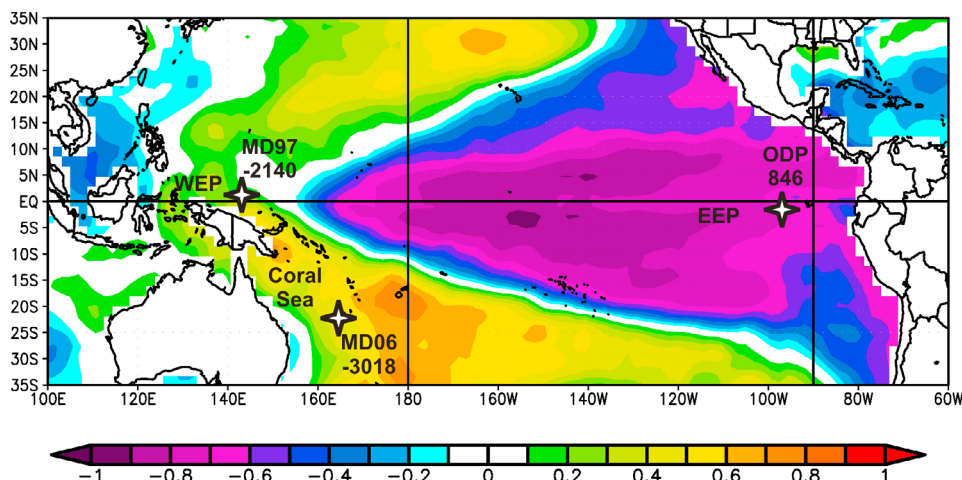 35N
30N
25N
20N
15N
10N
5N
EQ
5S
10S
15S
20S
25S
30S
35S
MD97
-2140
WEP
ODP
846
EEP
Coral
Sea
MD06
-3018
100E 120E 140E 160E 180 160W 140W 120W 100W 80W 60W
-1 -0.8 -0.6 -0.4 -0.2 0 0.2 0.4 0.6 0.8 1